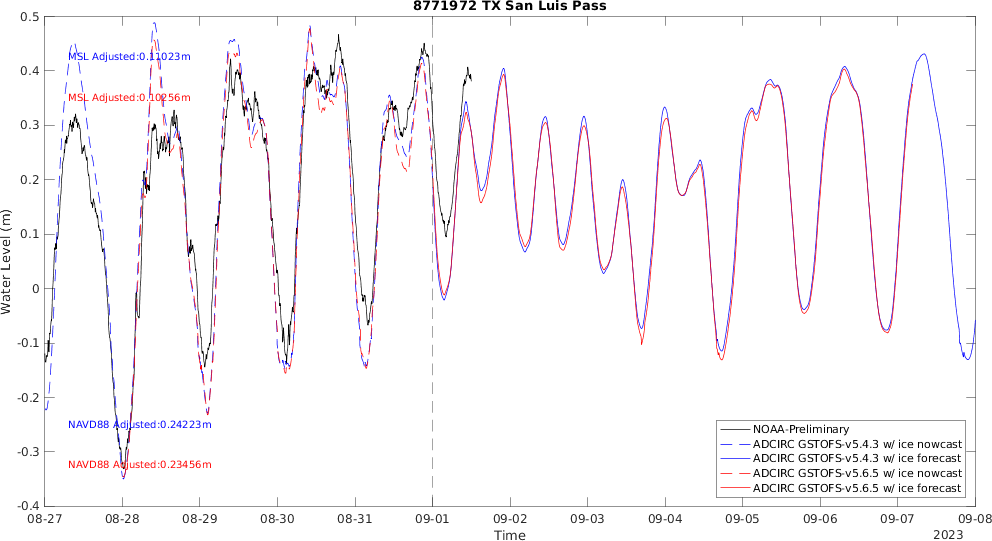 8771972 TX San Luis Pass
Water Level (m)
0.5
0.4
0.3
0.2
0.1
0
-0.1
-0.2
-0.3
-0.4
MSL Adjusted:0.11023m
MSL Adjusted:0.10256m
NAVD88 Adjusted:0.24223m
NAVD88 Adjusted:0.23456m
NOAA-Preliminary
ADCIRC GSTOFS-v5.4.3 w/ ice nowcast
ADCIRC GSTOFS-v5.4.3 w/ ice forecast
ADCIRC GSTOFS-v5.6.5 w/ ice nowcast
ADCIRC GSTOFS-v5.6.5 w/ ice forecast
08-27 08-28 08-29 08-30 08-31 09-01 09-02 09-03 09-04 09-05 09-06 09-07 09-08
Time
2023